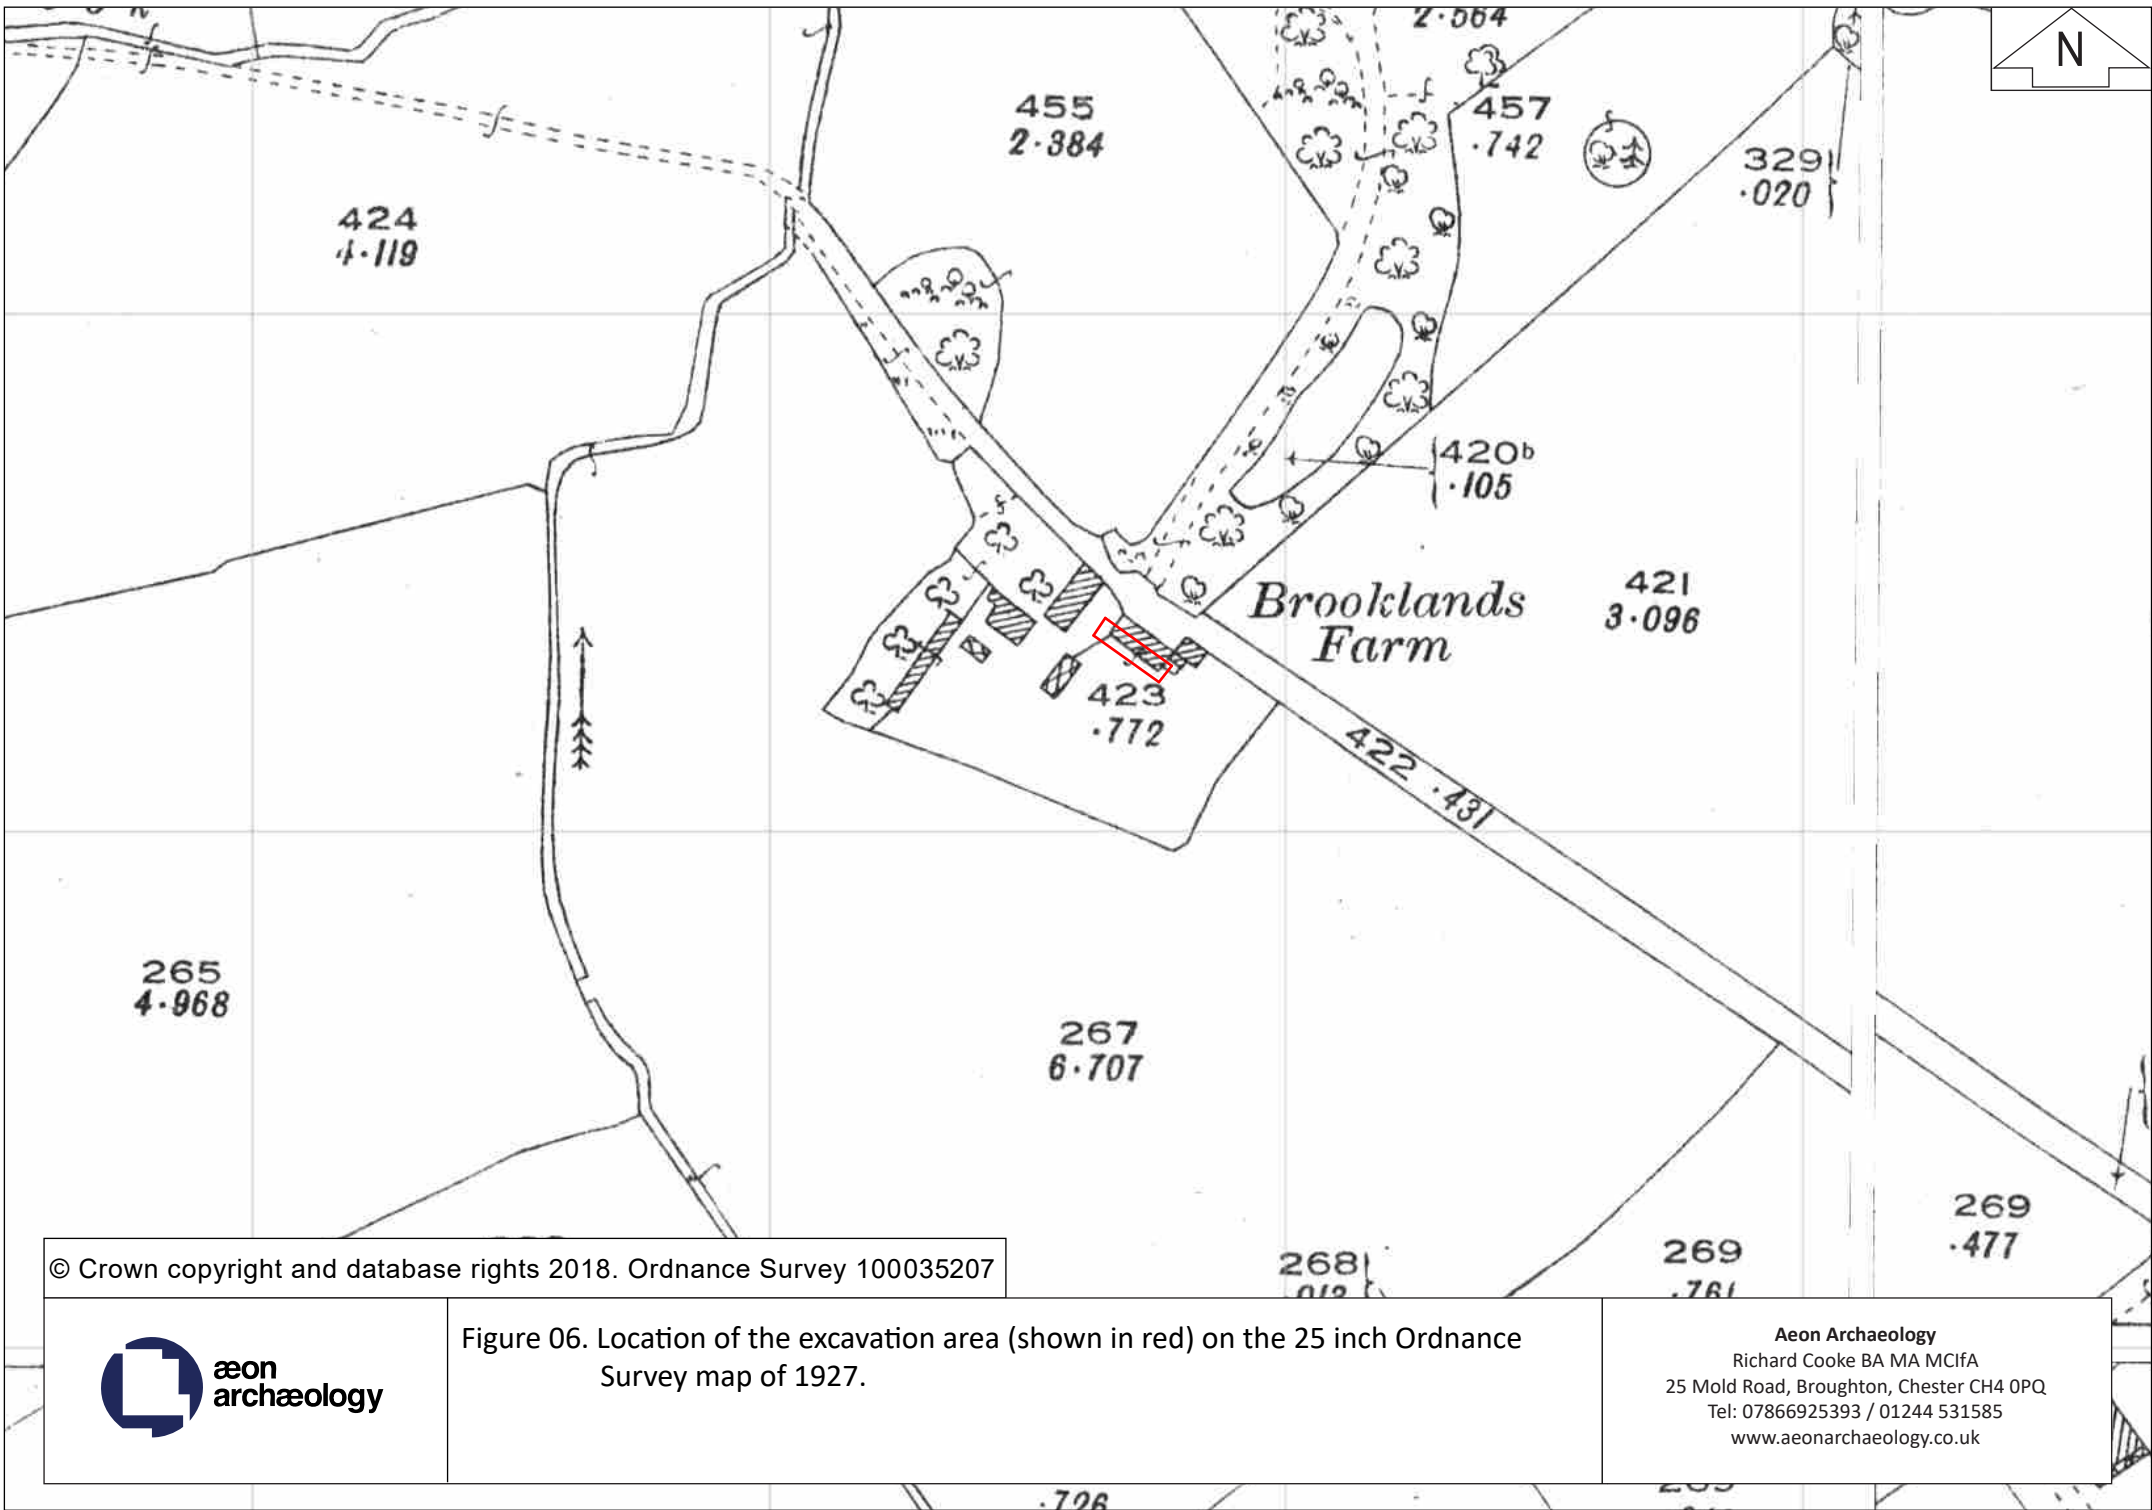 2·564
N
455
2·384
457
·742
329
·020
424
4·119
420b
·105
Brooklands
Farm
421
3·096
423
·772
422 ·431
265
4·968
267
6·707
269
·477
268
269
·761
© Crown copyright and database rights 2018. Ordnance Survey 100035207
æon
archæology
Figure 06. Location of the excavation area (shown in red) on the 25 inch Ordnance
Survey map of 1927.
Aeon Archaeology
Richard Cooke BA MA MCIfA
25 Mold Road, Broughton, Chester CH4 0PQ
Tel: 07866925393 / 01244 531585
www.aeonarchaeology.co.uk
·726